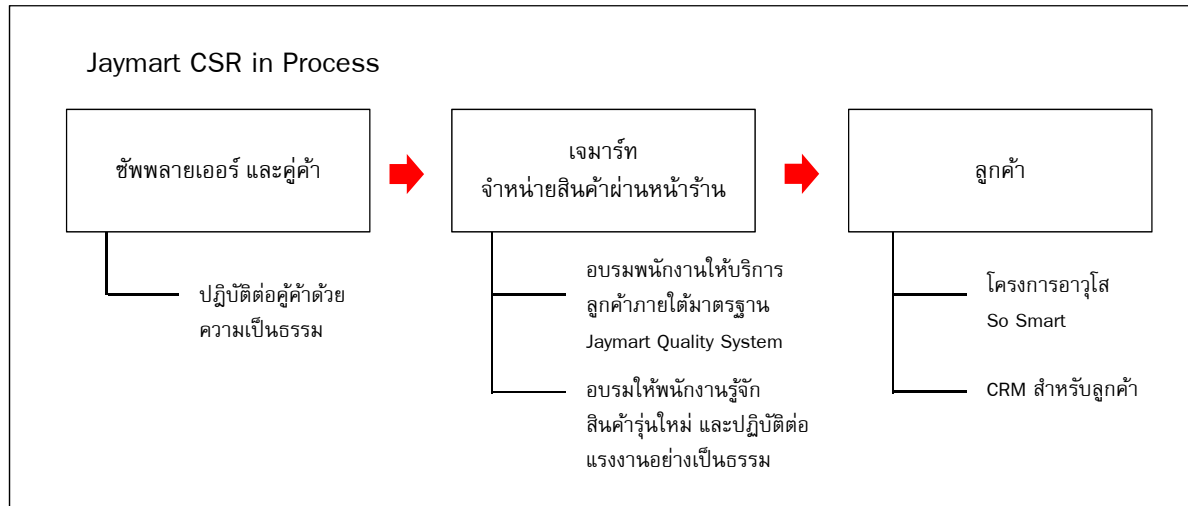 Jaymart CSR in Process
ซัพพลายเออร์ และคู่ค้า
เจมาร์ท
จำหน่ายสินค้าผ่านหน้าร้าน
ลูกค้า
ปฎิบัติต่อคู้ค้าด้วย
ความเป็นธรรม
อบรมพนักงานให้บริการ
ลูกค้าภายใต้มาตรฐาน
Jaymart Quality System
อบรมให้พนักงานรู้จัก
สินค้ารุ่นใหม่ และปฏิบัติต่อ
แรงงานอย่างเป็นธรรม
โครงการอาวุโส
So Smart
CRM สำหรับลูกค้า